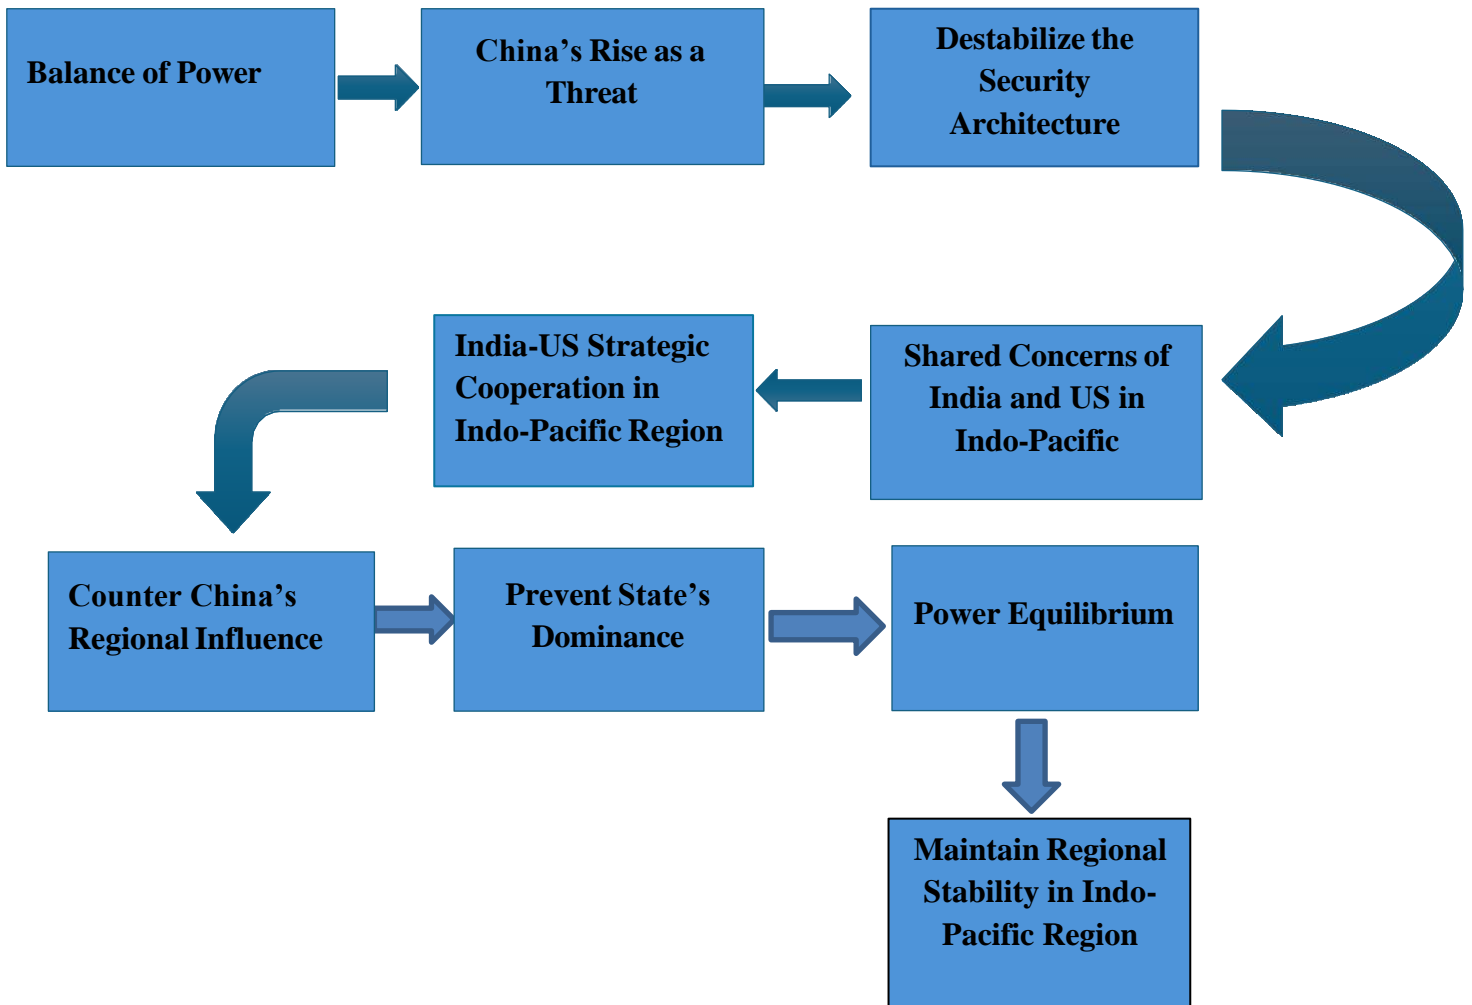 Balance of Power
China’s Rise as a
Threat
Destabilize the
Security
Architecture
Shared Concerns of
India and US in
Indo-Pacific
India-US Strategic
Cooperation in
Indo-Pacific Region
Counter China’s
Regional Influence
Prevent State’s
Dominance
Power Equilibrium
Maintain Regional
Stability in Indo-
Pacific Region